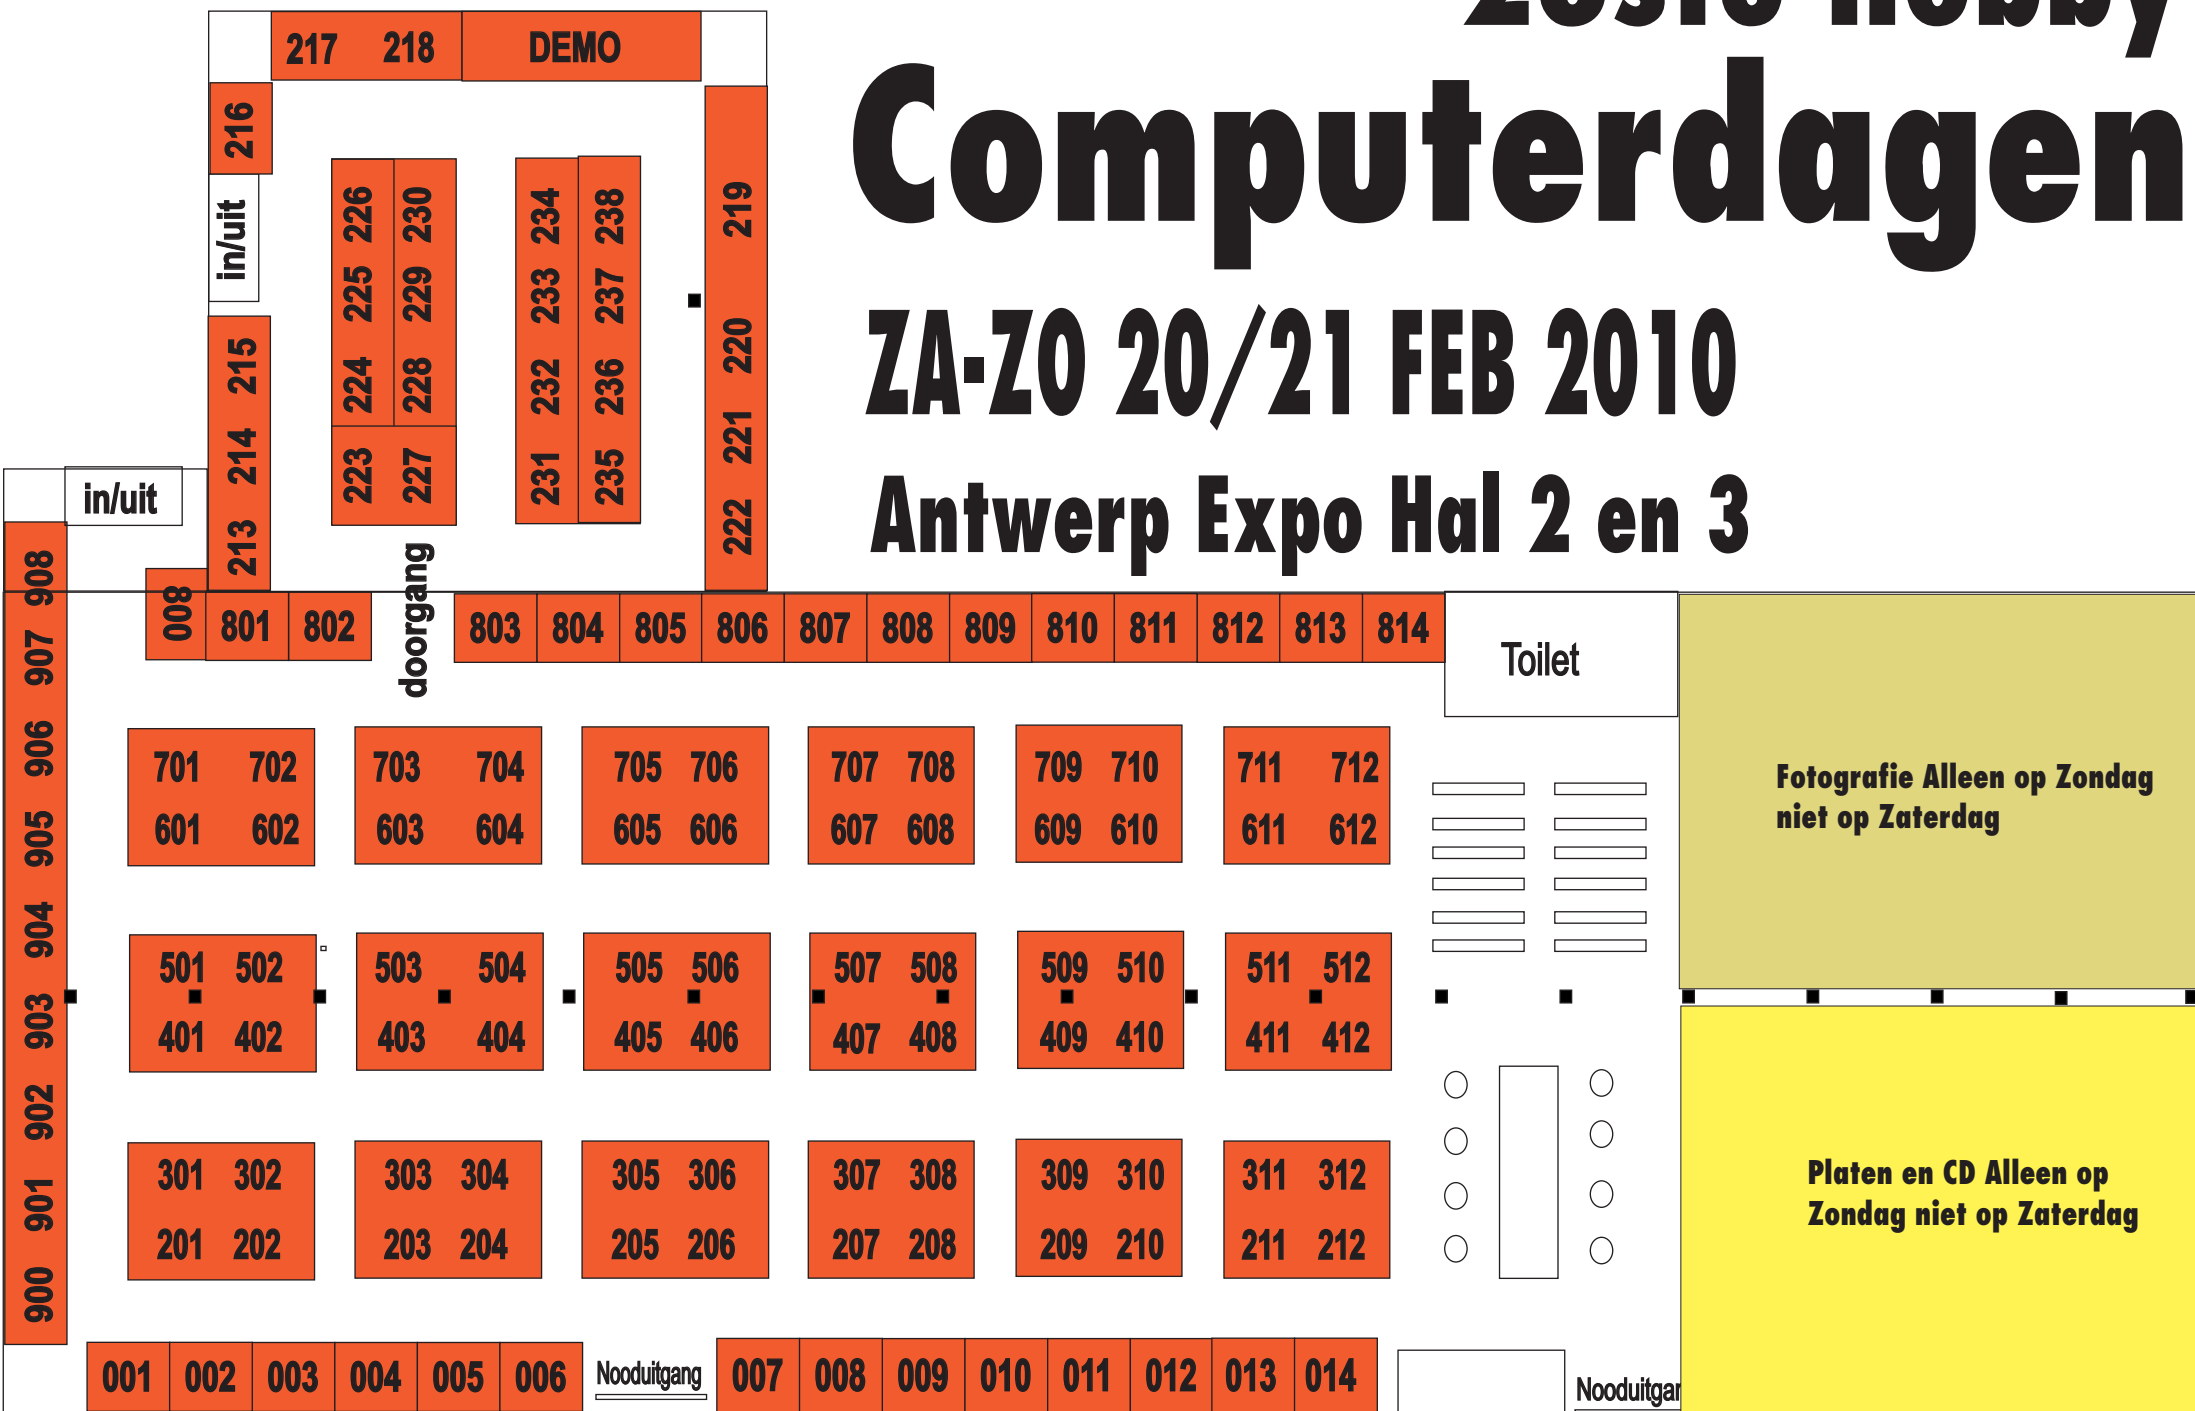 Hobby
Computerdagen
ZA-ZO 20/21 FEB 2010
Antwerp Expo Hal 2 en 3
217 218 DEMO
216
in/uit
215
214
213
226 230
225 229
224 228
223 227
234 238
233 237
232 236
231 235
219
220
221
222
in/uit
doorgang
908
907
906
905
904
903
902
901
900
800
801 802
803 804 805 806 807 808 809 810 811 812 813 814
Toilet
701 702 703 704 705 706 707 708 709 710 711 712
601 602 603 604 605 606 607 608 609 610 611 612
501 502 503 504 505 506 507 508 509 510 511 512
401 402 403 404 405 406 407 408 409 410 411 412
301 302 303 304 305 306 307 308 309 310 311 312
201 202 203 204 205 206 207 208 209 210 211 212
Fotografie Alleen op Zondag
niet op Zaterdag
Platen en CD Alleen op
Zondag niet op Zaterdag
001 002 003 004 005 006 Nooduitgang 007 008 009 010 011 012 013 014
Nooduitgan